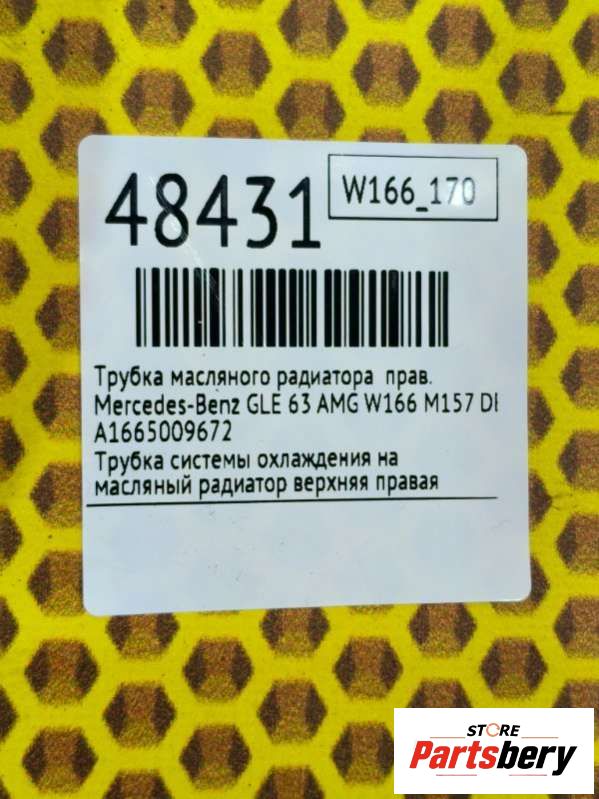 48431
W166_170
Трубка масляного радиатора прав.
Mercedes-Benz GLE 63 AMG W166 M157 DE
A1665009672
Трубка системы охлаждения на
масляный радиатор верхняя правая
STORE
Partsbery